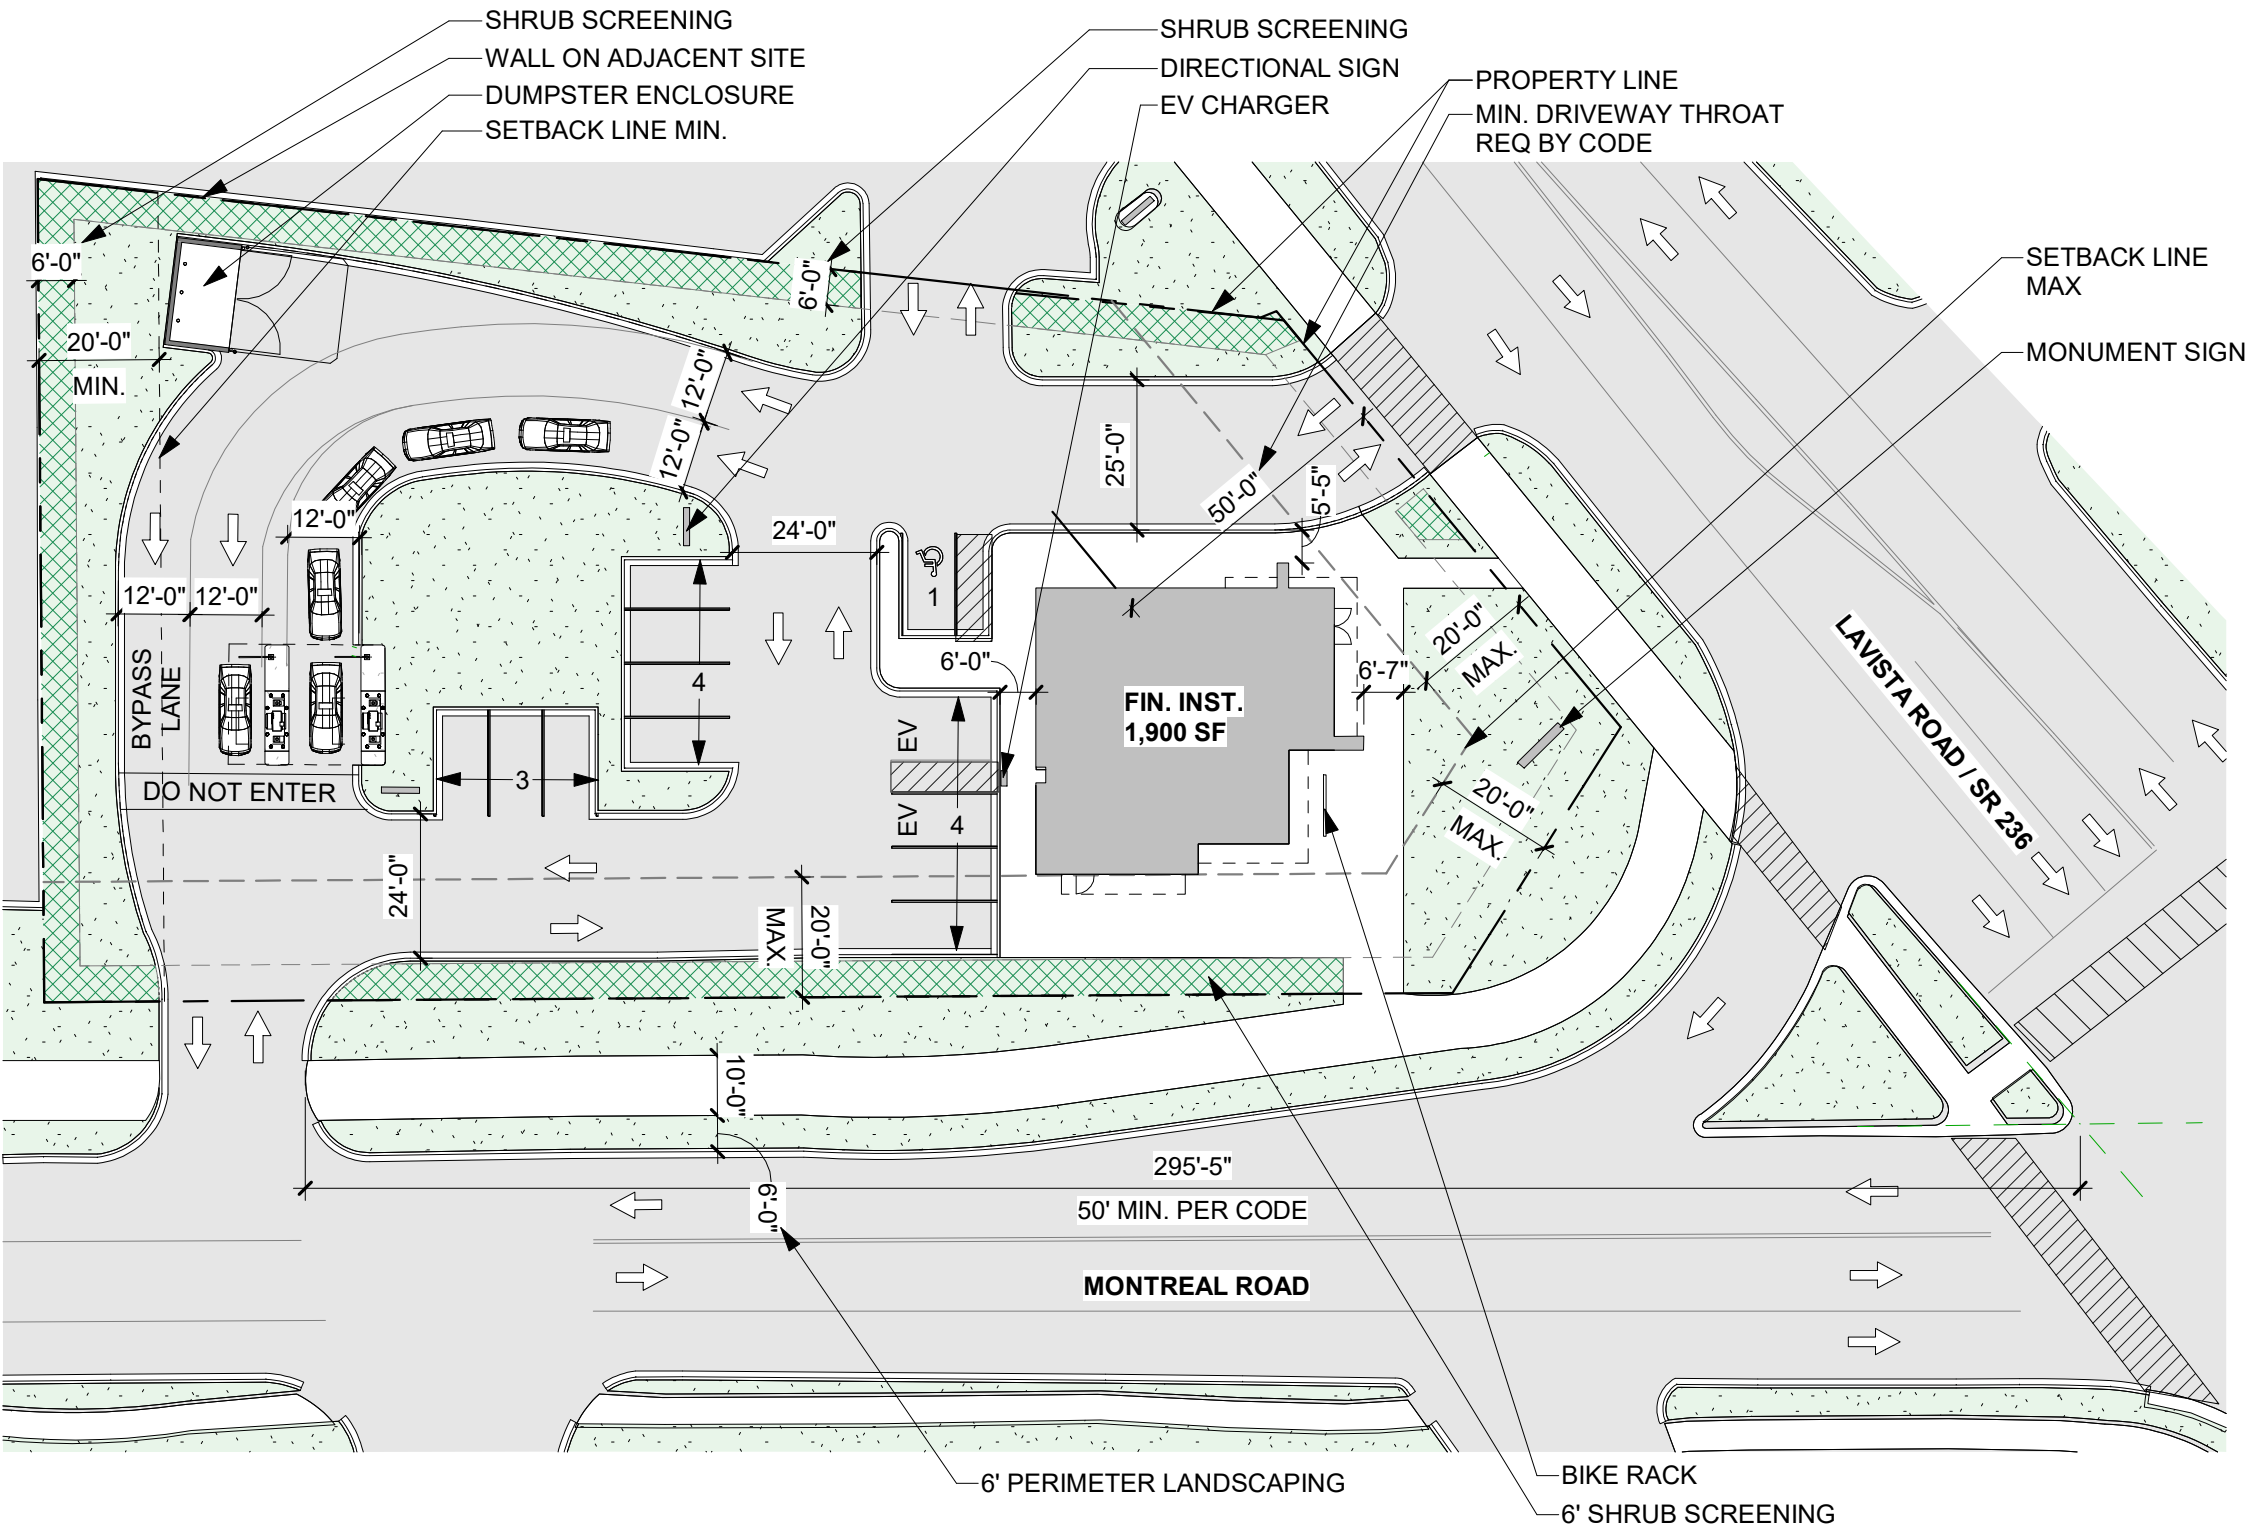 SHRUB SCREENING
WALL ON ADJACENT SITE
DUMPSTER ENCLOSURE
SETBACK LINE MIN.
SHRUB SCREENING
DIRECTIONAL SIGN
EV CHARGER
PROPERTY LINE
MIN. DRIVEWAY THROAT
REQ BY CODE
SETBACK LINE
MAX
MONUMENT SIGN
6'-0"
6'-0"
20'-0"
MIN.
12'-0"
12'-0"
25'-0"
50'-0"
5'-5"
12'-0"
24'-0"
12'-0"
12'-0"
1
BYPASS
LANE
DO NOT ENTER
3
4
6'-0"
FIN. INST.
1,900 SF
6'-7"
20'-0"
MAX.
20'-0"
MAX.
EV
EV
4
24'-0"
20'-0"
MAX.
LAVISTA ROAD / SR 236
10'-0"
6'-0"
295'-5"
50' MIN. PER CODE
MONTREAL ROAD
6' PERIMETER LANDSCAPING
BIKE RACK
6' SHRUB SCREENING